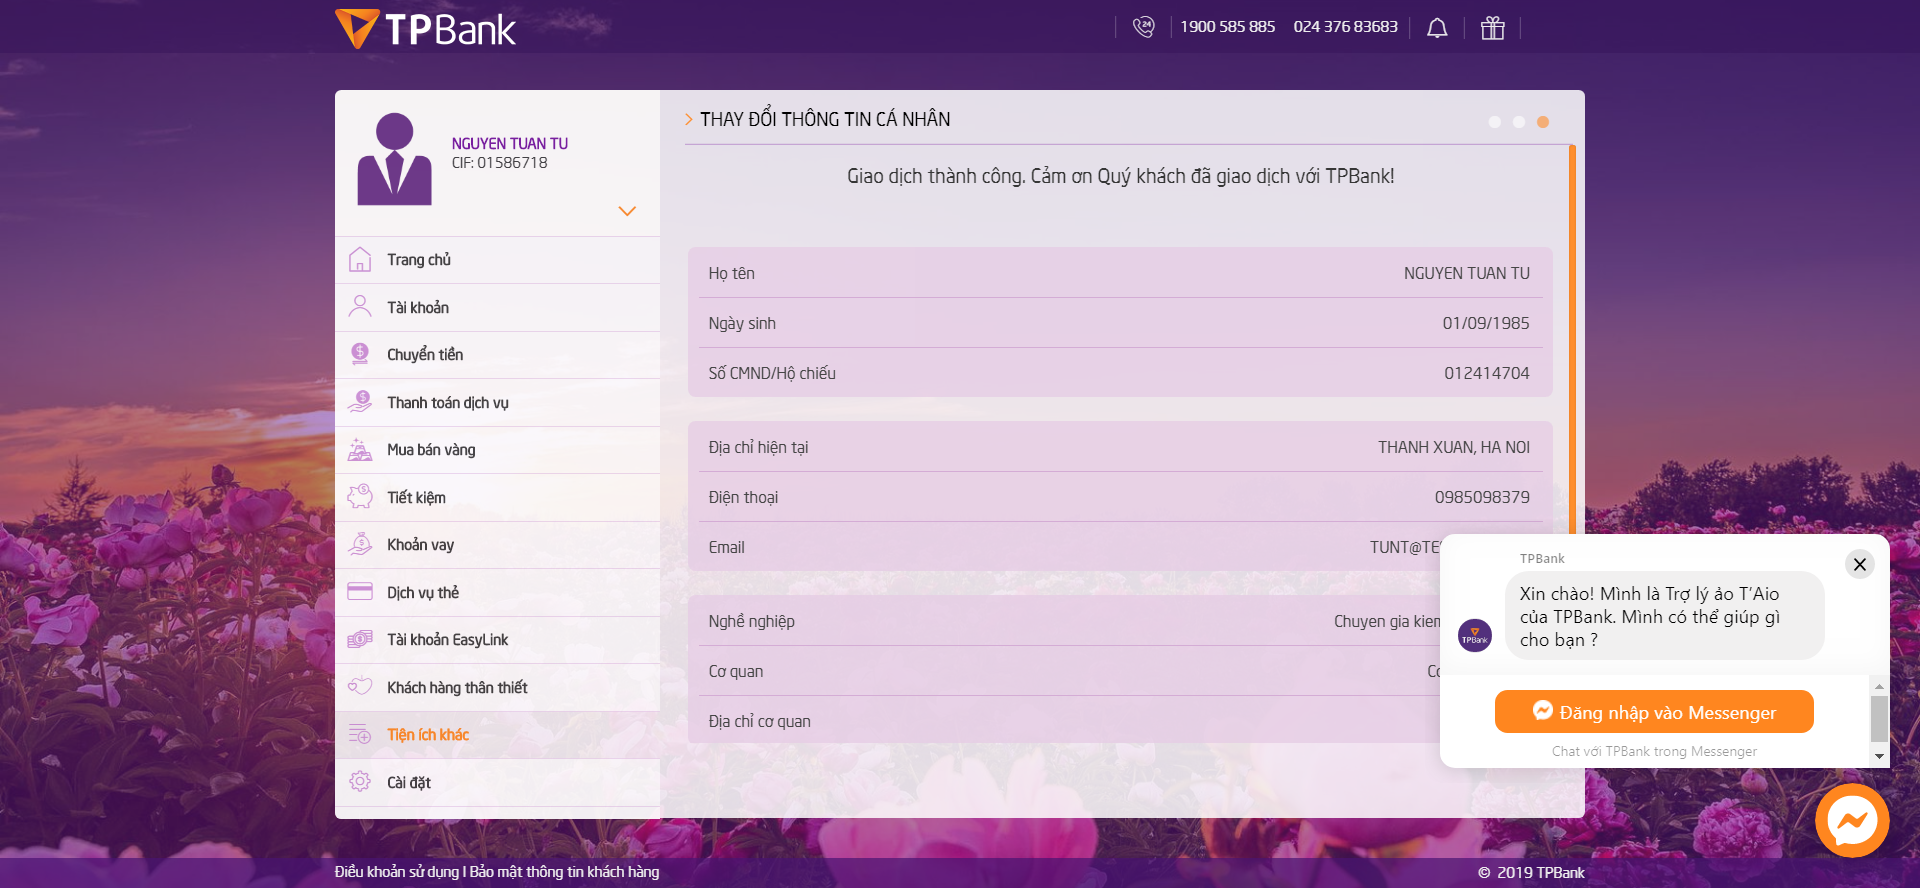 TPBank
1900 585 885
024 376 83683
NGUYEN TUAN TU
CIF: 01586718
Trang chủ
Tài khoản
Chuyển tiền
Thanh toán dịch vụ
Mua bán vàng
Tiết kiệm
Khoản vay
Dịch vụ thẻ
Tài khoản EasyLink
Khách hàng thân thiết
Tiện ích khác
Cài đặt
THAY ĐỔI THÔNG TIN CÁ NHÂN
Giao dịch thành công. Cảm ơn Quý khách đã giao dịch với TPBank!
Họ tên NGUYEN TUAN TU
Ngày sinh 01/09/1985
Số CMND/Hộ chiếu 012414704
Địa chỉ hiện tại THANH XUAN, HA NOI
Điện thoại 0985098379
Email
Nghề nghiệp Chuyen gia
Cơ quan
Địa chỉ cơ quan
TPBank
Xin chào! Mình là Trợ lý ảo T'Aio
của TPBank. Mình có thể giúp gì
cho bạn ?
TPBank
Đăng nhập vào Messenger
Chat với TPBank trong Messenger
Điều khoản sử dụng | Bảo mật thông tin khách hàng
© 2019 TPBank